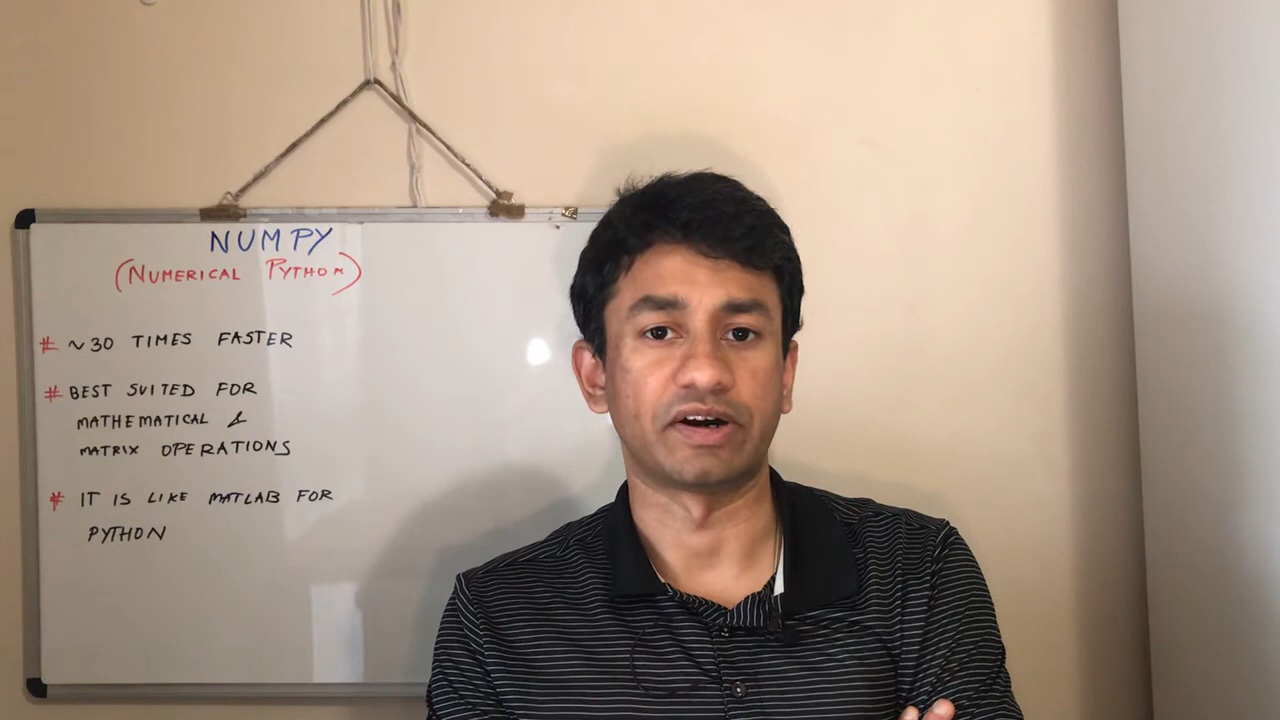 NUMPY
(NUMERICAL PYTHON)
# ~30 TIMES FASTER
# BEST SUITED FOR
MATHEMATICAL &
MATRIX OPERATIONS
# IT IS LIKE MATLAB FOR
PYTHON